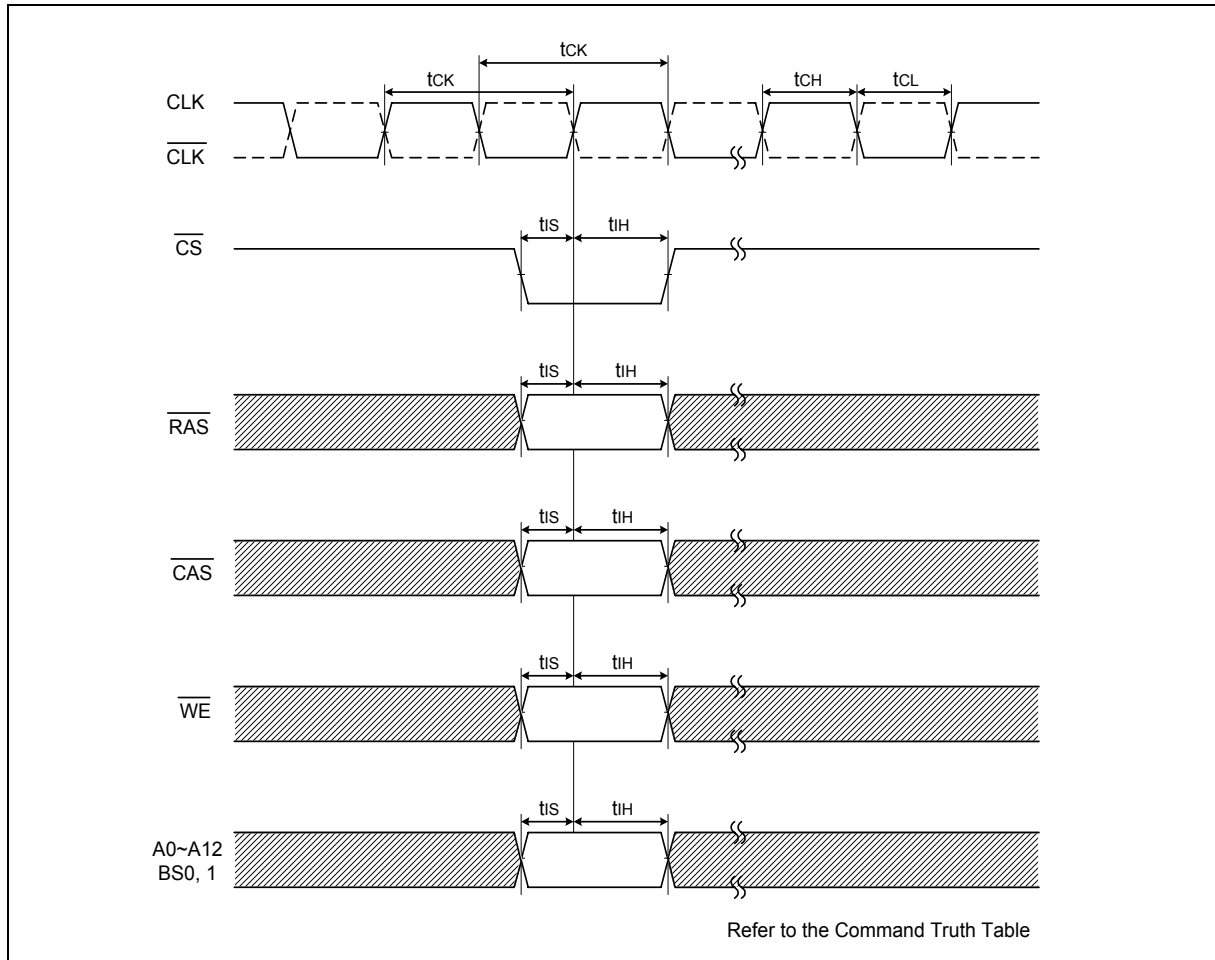 tCK
tCK
tCH
tCL
CLK
CLK
tIS
tIH
CS
tIS
tIH
RAS
tIS
tIH
CAS
tIS
tIH
WE
tIS
tIH
A0~A12
BS0, 1
Refer to the Command Truth Table